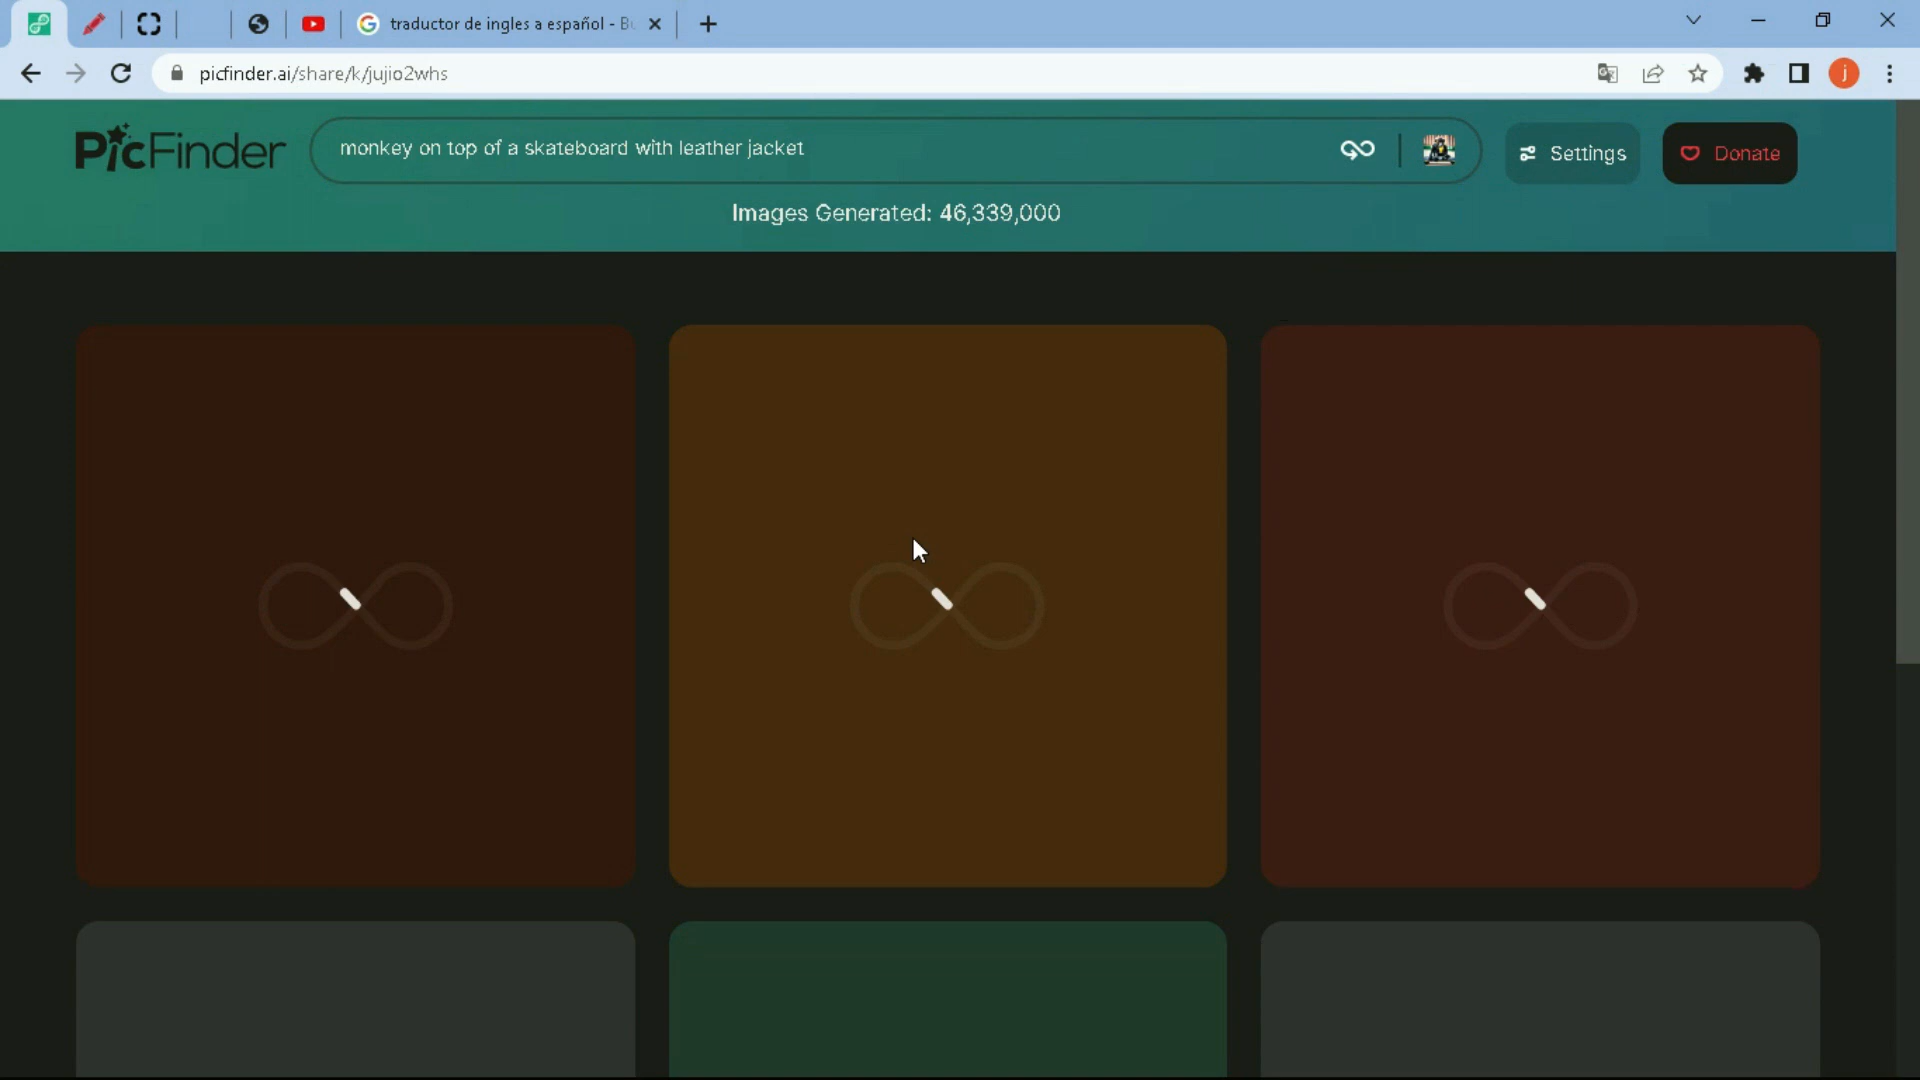 traductor de ingles a español - B
picfinder.ai/share/k/jujio2whs
j
PicFinder
monkey on top of a skateboard with leather jacket
Settings
Donate
Images Generated: 46,339,000